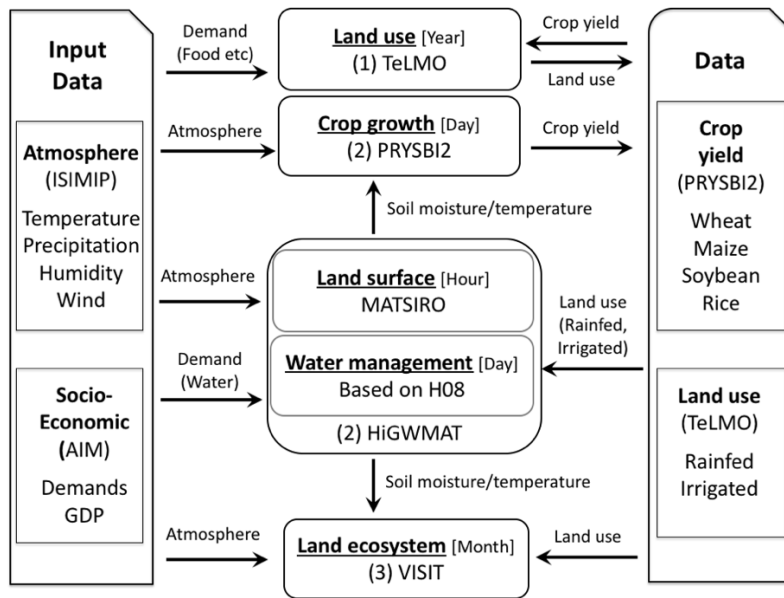 Input
Data
Atmosphere
(ISIMIP)
Temperature
Precipitation
Humidity
Wind
Socio-
Economic
(AIM)
Demands
GDP
Demand
(Food etc)
Atmosphere
Atmosphere
Demand
(Water)
Atmosphere
Land use [Year]
(1) TeLMO
Crop growth [Day]
(2) PRYSBI2
Soil moisture/temperature
Land surface [Hour]
MATSIRO
Water management [Day]
Based on H08
(2) HiGWMAT
Soil moisture/temperature
Land ecosystem [Month]
(3) VISIT
Crop yield
Land use
Crop yield
Land use
(Rainfed,
Irrigated)
Land use
Data
Crop
yield
(PRYSBI2)
Wheat
Maize
Soybean
Rice
Land use
(TeLMO)
Rainfed
Irrigated